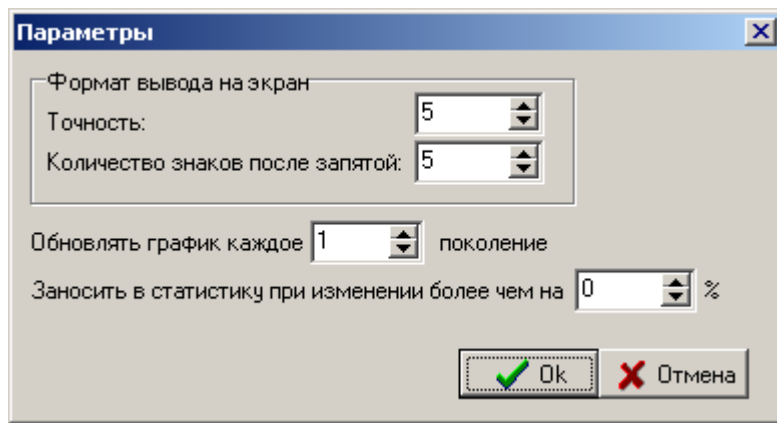 Параметры
Формат вывода на экран
Точность: 5
Количество знаков после запятой: 5
Обновлять график каждое 1 поколение
Заносить в статистику при изменении более чем на 0 %
Ok Отмена